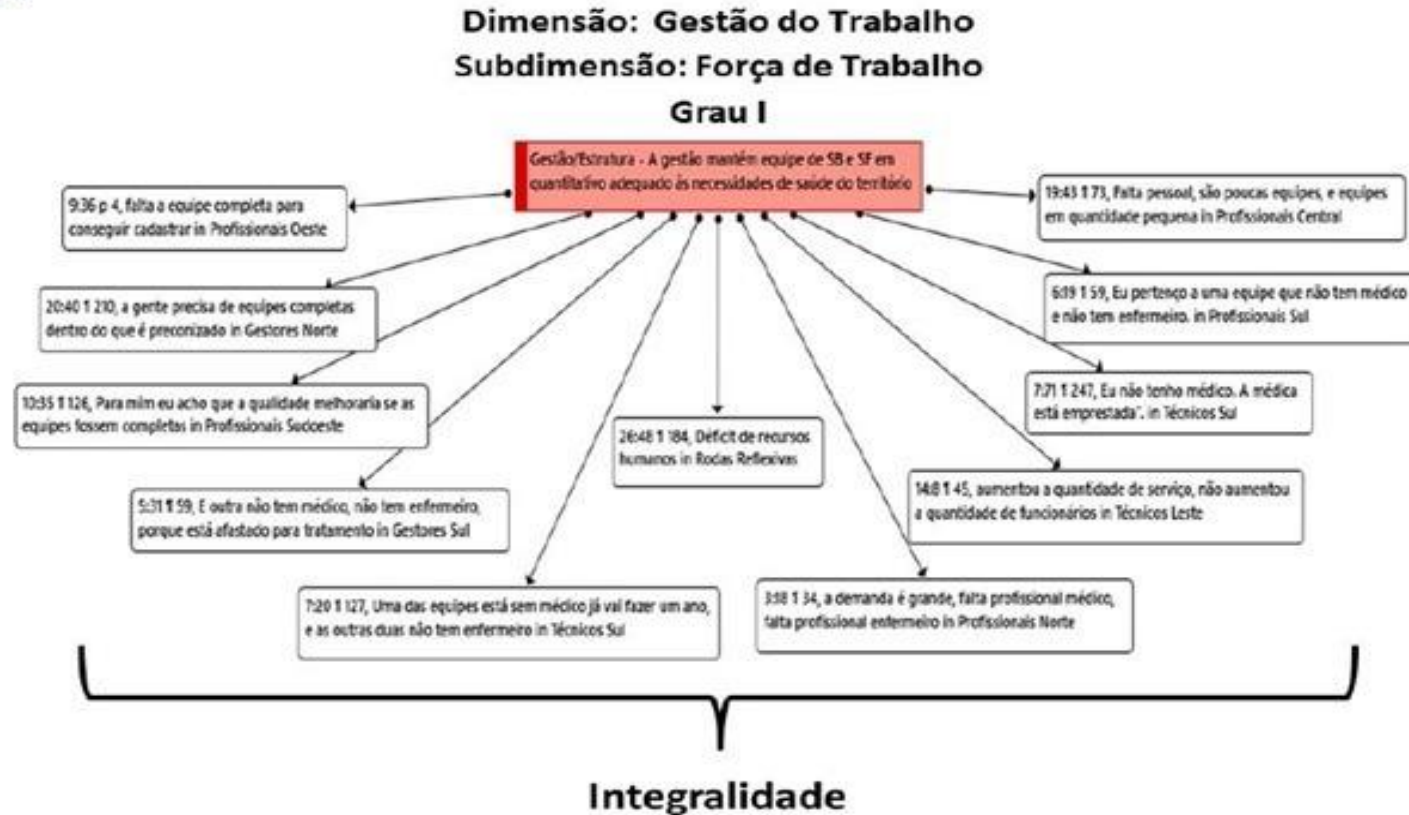 Dimensão: Gestão do Trabalho
Subdimensão: Força de Trabalho
Grau I
Gestão/Estrutura - A gestão mantém equipe de SB e SF em
quantitativo adequado às necessidades de saúde do território
9:36 p 4, falta a equipe completa para
conseguir cadastrar in Profissionais Oeste
19:43 ¶ 73, Falta pessoal, são poucas equipes, e equipes
em quantidade pequena in Profissionais Central
20:40 ¶ 210, a gente precisa de equipes completas
dentro do que é preconizado in Gestores Norte
6:19 ¶ 59, Eu pertenço a uma equipe que não tem médico
e não tem enfermeiro. in Profissionais Sul
10:35 ¶ 126, Para mim eu acho que a qualidade melhoraria se as
equipes fossem completas in Profissionais Sudoeste
7:71 ¶ 247, Eu não tenho médico. A médica
está emprestada". in Técnicos Sul
26:48 ¶ 184, Déficit de recursos
humanos in Rodas Reflexivas
5:31 ¶ 59, E outra não tem médico, não tem enfermeiro,
porque está afastado para tratamento in Gestores Sul
14:8 ¶ 45, aumentou a quantidade de serviço, não aumentou
a quantidade de funcionários in Técnicos Leste
7:20 ¶ 127, Uma das equipes está sem médico já vai fazer um ano,
e as outras duas não tem enfermeiro in Técnicos Sul
3:18 ¶ 34, a demanda é grande, falta profissional médico,
falta profissional enfermeiro in Profissionais Norte
Integralidade